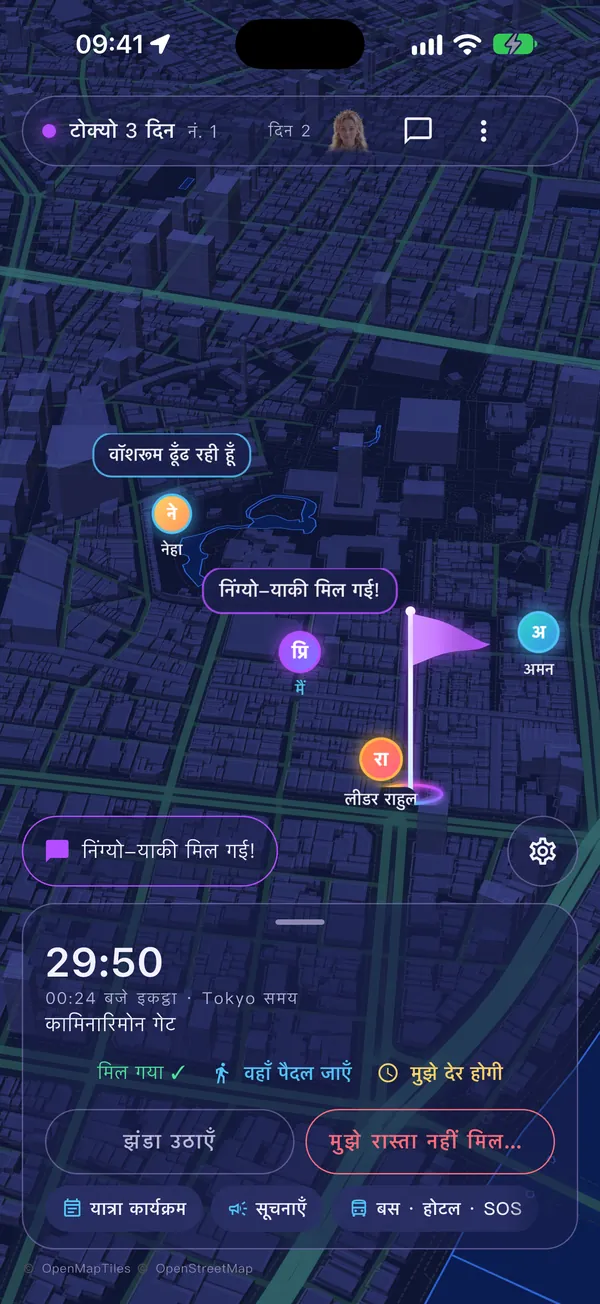 09:41
टोक्यो 3 दिन नं. 1 दिन 2
वॉशरूम ढूँढ रही हूँ
ने
नेहा
निंग्यो-याकी मिल गई!
प्रि
मैं
अ
अमन
रा
लीडर राहुल
निंग्यो-याकी मिल गई!
29:50
00:24 बजे इकट्ठा · Tokyo समय
कामिनारिमोन गेट
मिल गया ✓ वहाँ पैदल जाएँ मुझे देर होगी
झंडा उठाएँ मुझे रास्ता नहीं मिल...
यात्रा कार्यक्रम सूचनाएँ बस · होटल · SOS
© OpenMapTiles © OpenStreetMap